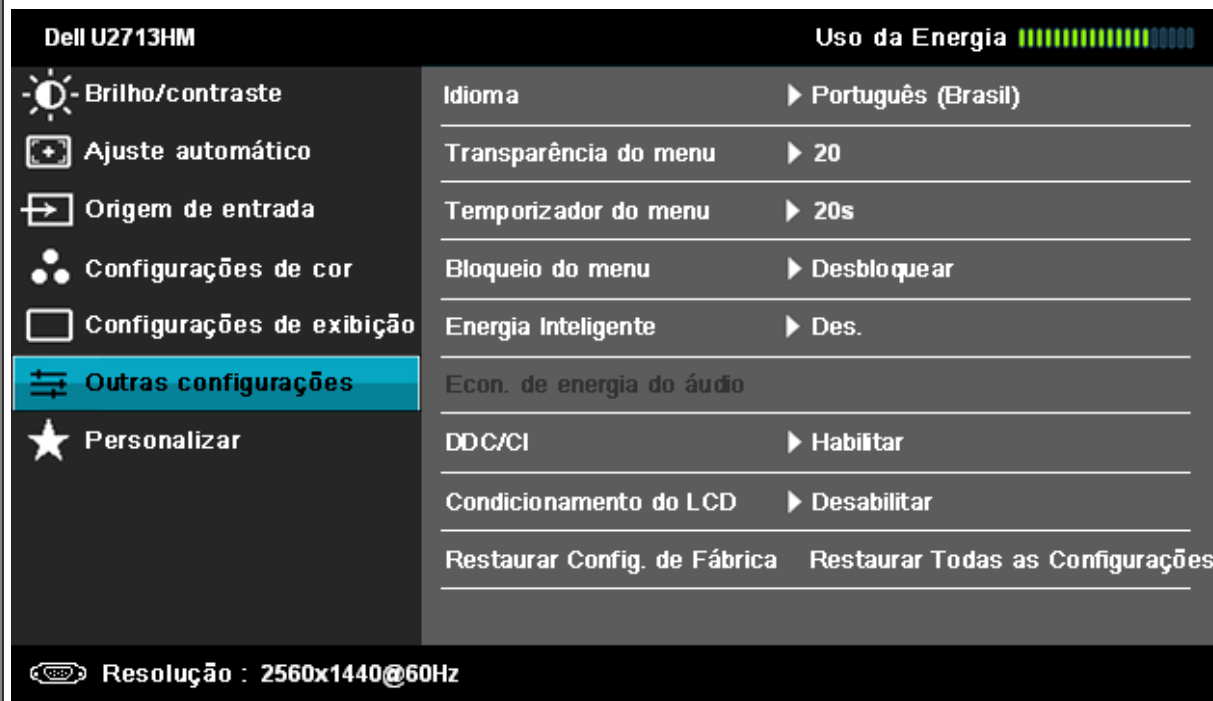 Dell U2713HM Uso da Energia
Brilho/contraste
Ajuste automático
Origem de entrada
Configurações de cor
Configurações de exibição
Outras configurações
Personalizar
Idioma Português (Brasil)
Transparência do menu 20
Temporizador do menu 20s
Bloqueio do menu Desbloquear
Energia Inteligente Des.
Econ. de energia do áudio
DDC/CI Habilitar
Condicionamento do LCD Desabilitar
Restaurar Config. de Fábrica Restaurar Todas as Configurações
Resolução : 2560x1440@60Hz